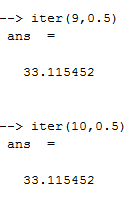 --> iter(9,0.5)
ans  =
33.115452
--> iter(10,0.5)
ans  =
33.115452